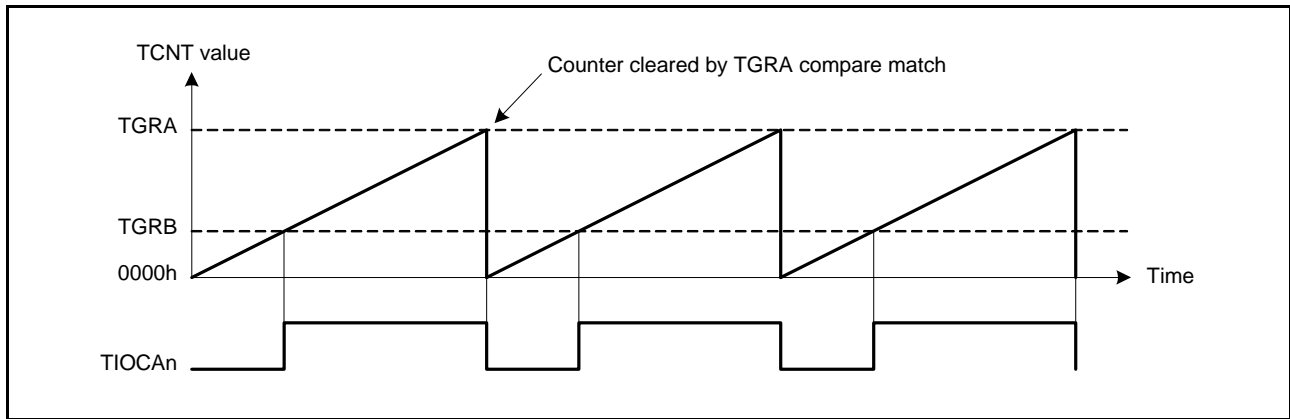 TCNT value
Counter cleared by TGRA compare match
TGRA
TGRB
0000h
Time
TIOCAn